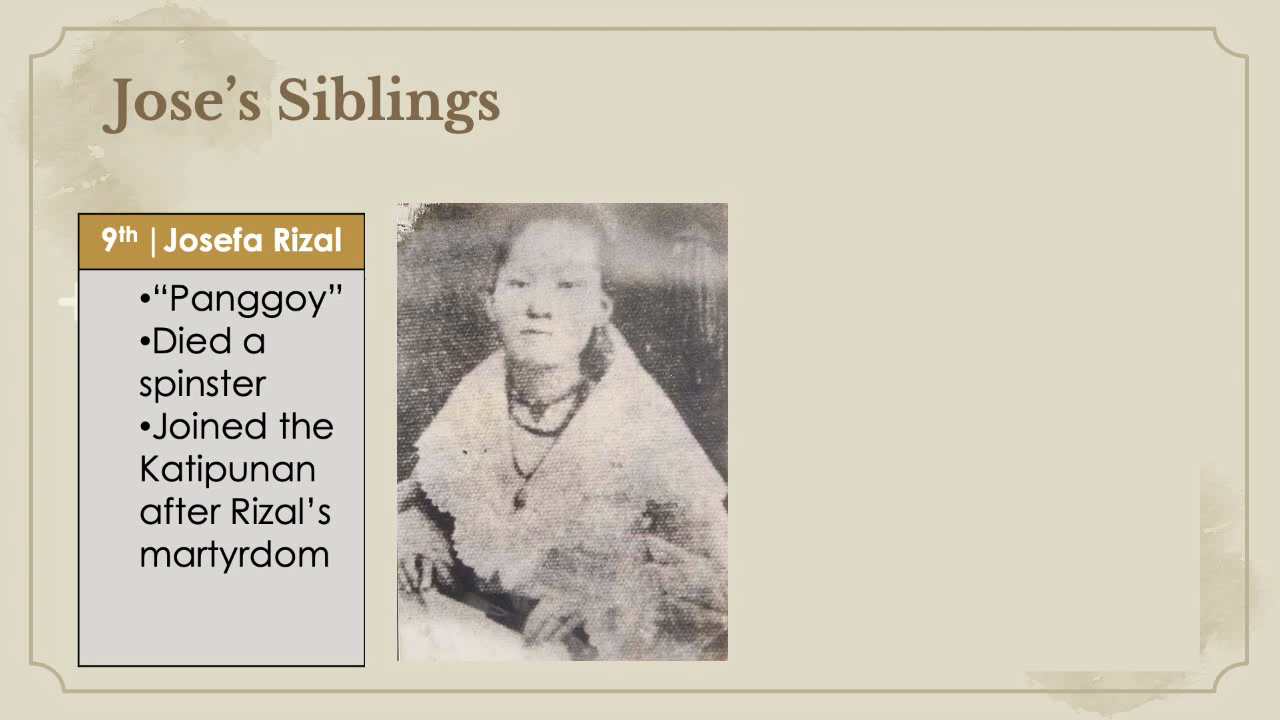 Jose’s Siblings
9th | Josefa Rizal
•“Panggoy”
•Died a
spinster
•Joined the
Katipunan
after Rizal’s
martyrdom